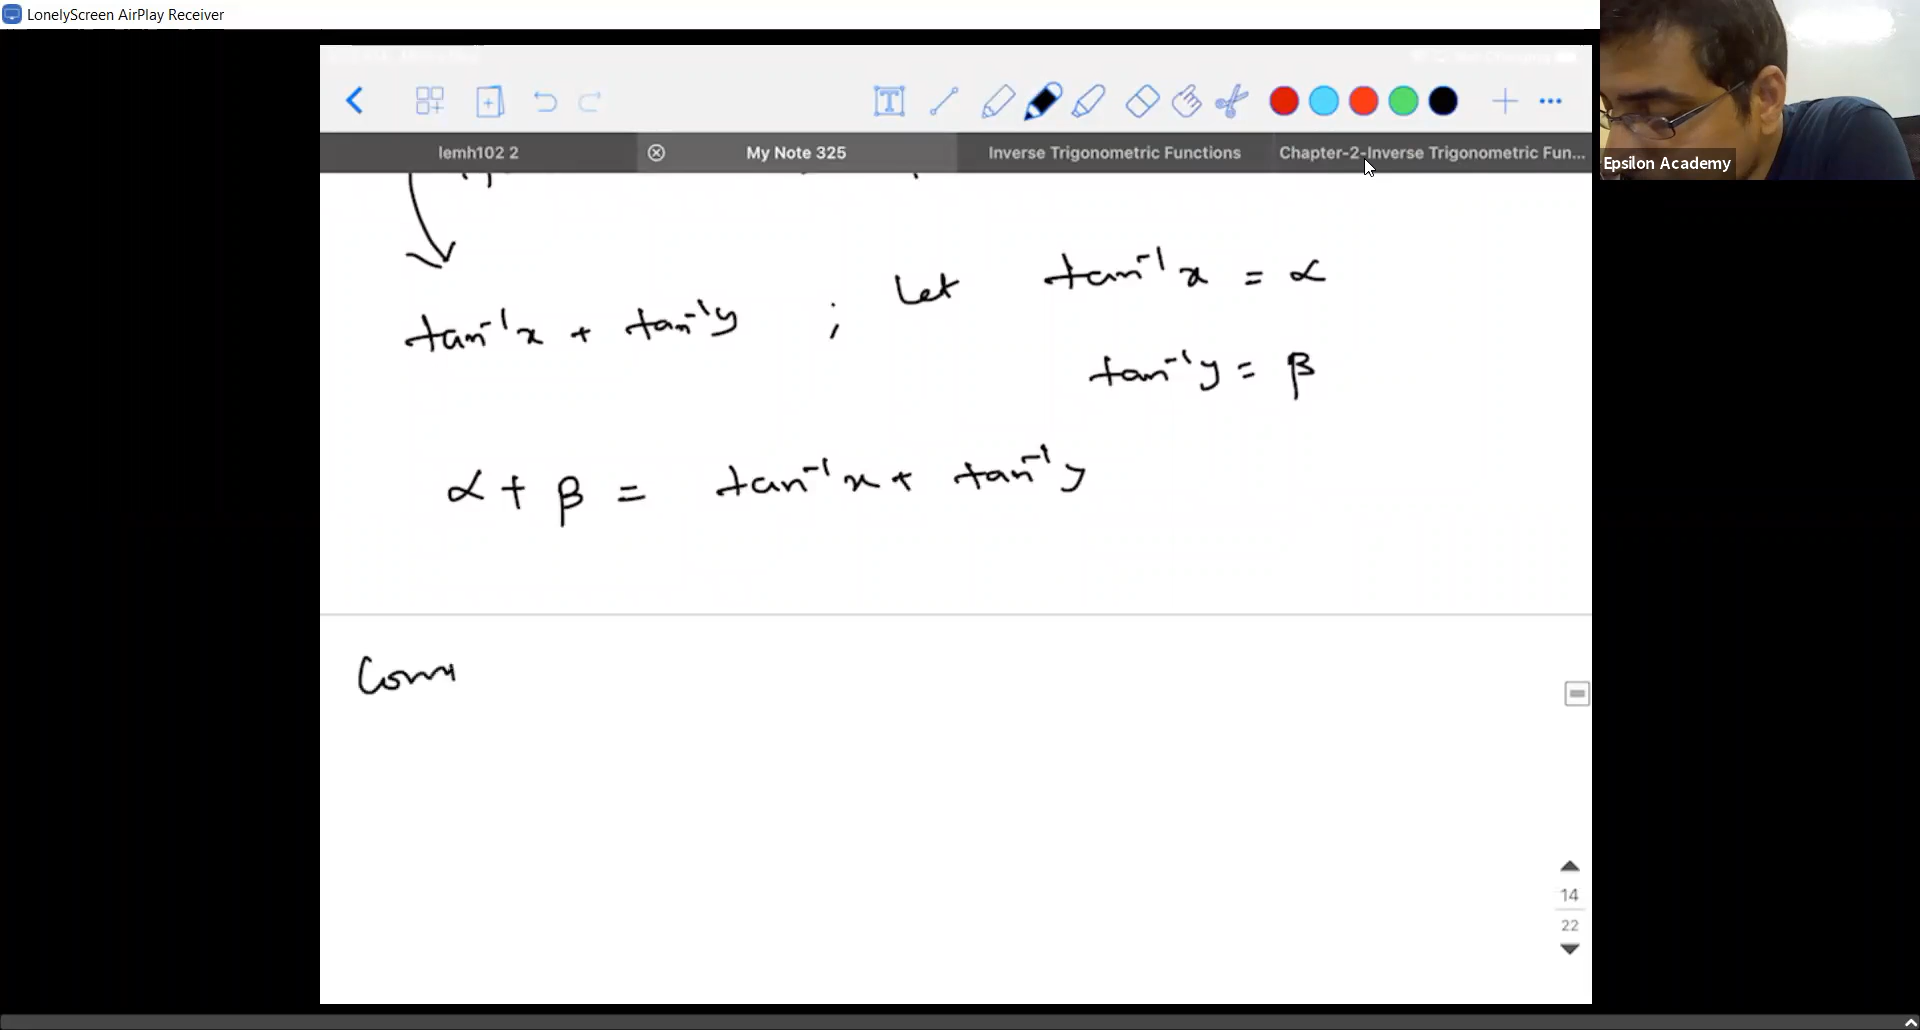 LonelyScreen AirPlay Receiver
T
lemh102 2
My Note 325
Inverse Trigonometric Functions
Chapter-2-Inverse Trigonometric Fun...
Epsilon Academy
tan⁻¹x + tan⁻¹y ; Let tan⁻¹x = α
tan⁻¹y = β
α + β = tan⁻¹x + tan⁻¹y
14
22